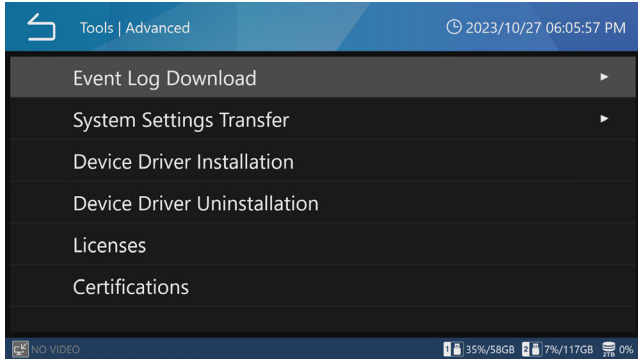 Tools | Advanced
2023/10/27 06:05:57 PM
Event Log Download
System Settings Transfer
Device Driver Installation
Device Driver Uninstallation
Licenses
Certifications
NO VIDEO
1 35%/58GB 2 7%/117GB 2TB 0%